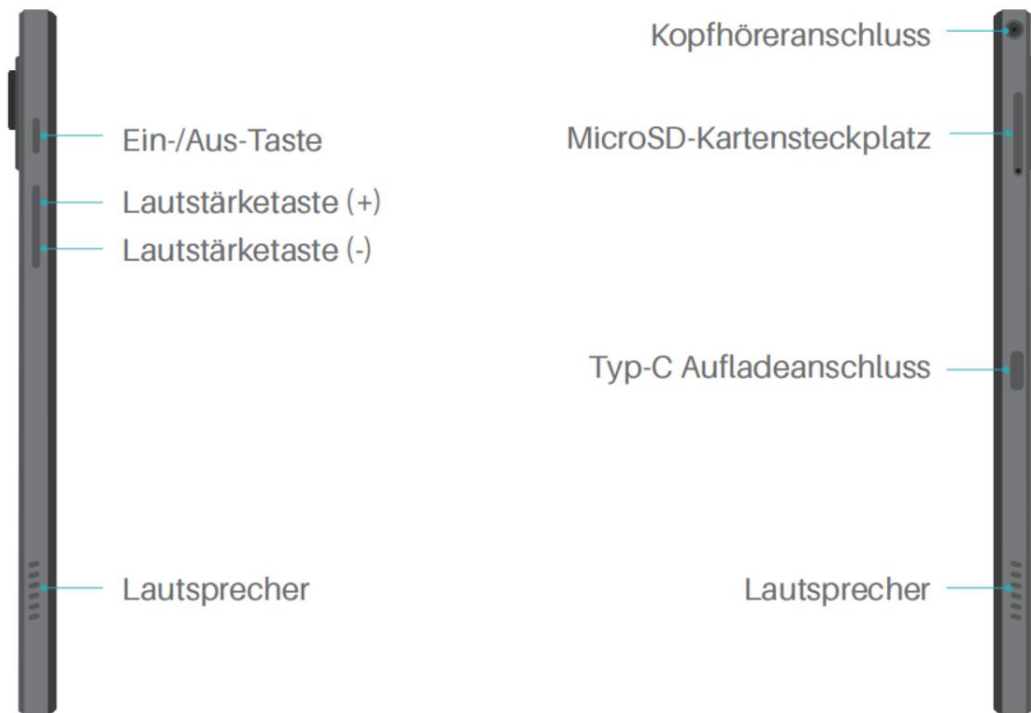 Ein-/Aus-Taste
Lautstärketaste (+)
Lautstärketaste (-)
Lautsprecher
Kopfhöreranschluss
MicroSD-Kartensteckplatz
Typ-C Aufladeanschluss
Lautsprecher